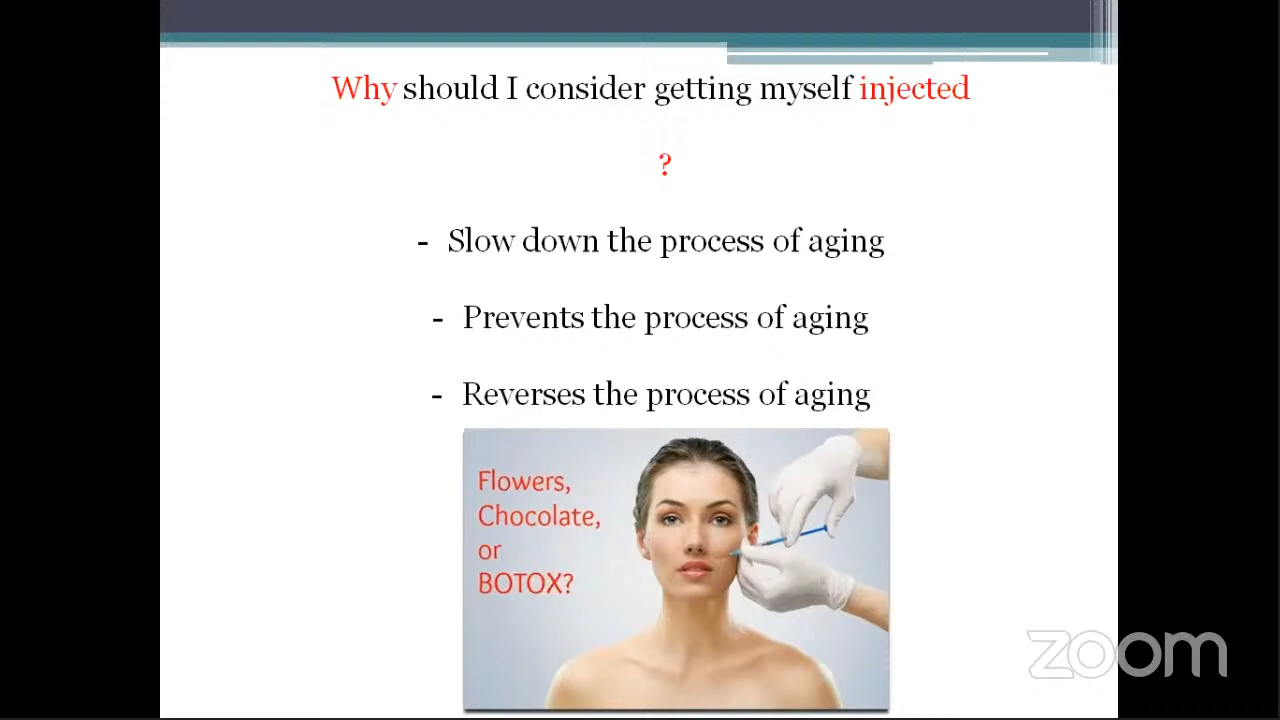 Why should I consider getting myself injected
?
- Slow down the process of aging
- Prevents the process of aging
- Reverses the process of aging
Flowers,
Chocolate,
or
BOTOX?
zoom